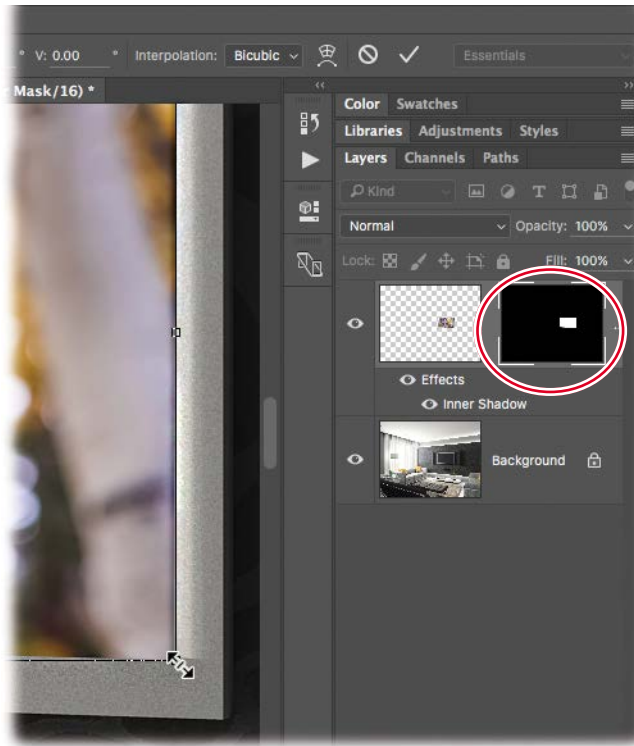 ° V: 0.00 ° Interpolation: Bicubic Essentials
Mask/16) *
Color Swatches
Libraries Adjustments Styles
Layers Channels Paths
Kind T
Normal Opacity: 100%
Lock: Fill: 100%
Effects
Inner Shadow
Background